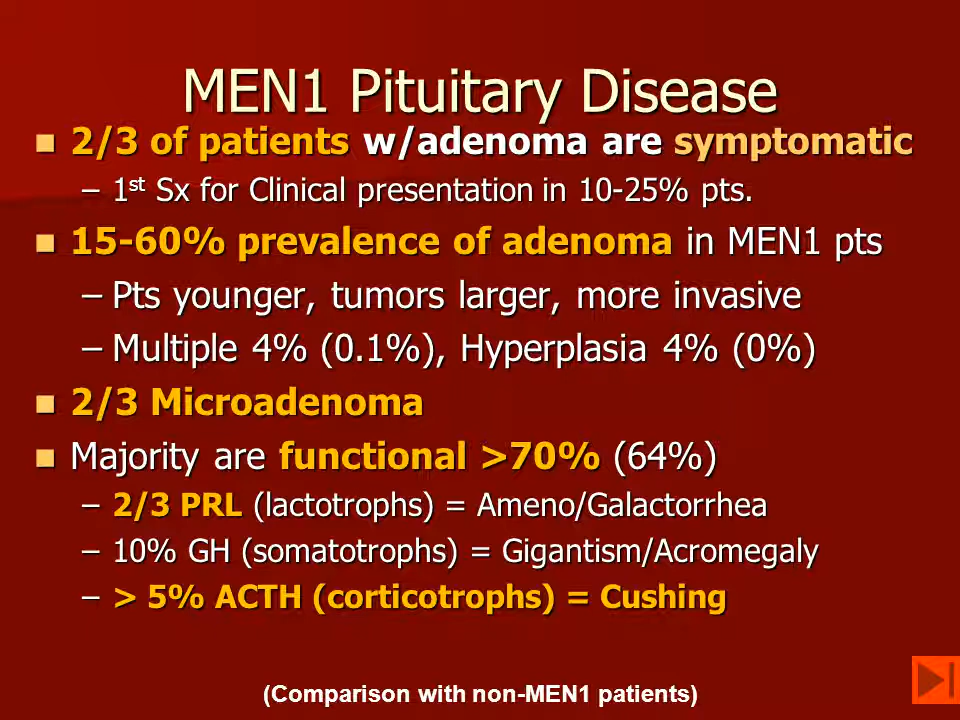 MEN1 Pituitary Disease
2/3 of patients w/adenoma are symptomatic
– 1st Sx for Clinical presentation in 10-25% pts.
15-60% prevalence of adenoma in MEN1 pts
– Pts younger, tumors larger, more invasive
– Multiple 4% (0.1%), Hyperplasia 4% (0%)
2/3 Microadenoma
Majority are functional >70% (64%)
– 2/3 PRL (lactotrophs) = Ameno/Galactorrhea
– 10% GH (somatotrophs) = Gigantism/Acromegaly
– > 5% ACTH (corticotrophs) = Cushing
(Comparison with non-MEN1 patients)